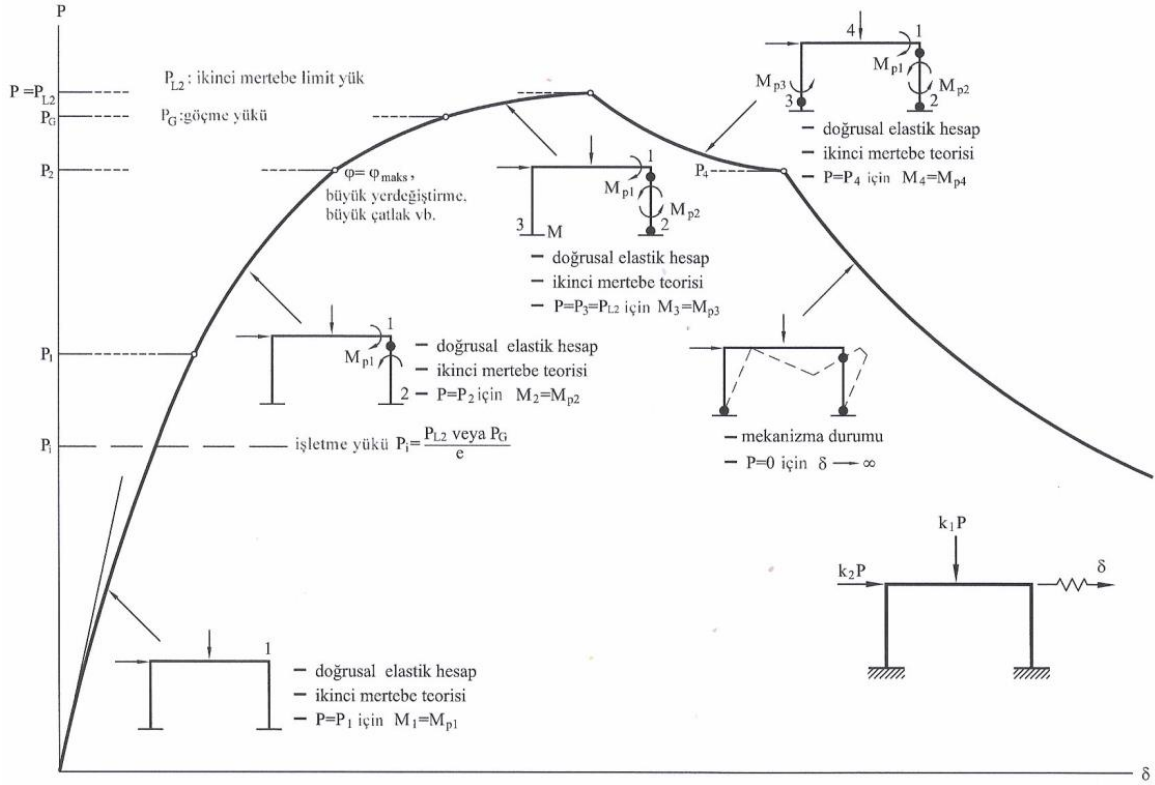 P
P =P_L2
P_L2 : ikinci mertebe limit yük
P_G
P_G :göçme yükü
P_2
φ= φ_maks ,
büyük yerdeğiştirme.
büyük çatlak vb.
4
1
M_p1
M_p2
M_p3
3
2
– doğrusal elastik hesap
– ikinci mertebe teorisi
– P=P_4 için M_4=M_p4
P_4
1
M_p1
M_p2
3
M
2
– doğrusal elastik hesap
– ikinci mertebe teorisi
– P=P_3=P_L2 için M_3=M_p3
P_1
1
M_p1
2
– doğrusal elastik hesap
– ikinci mertebe teorisi
– P=P_2 için M_2=M_p2
– mekanizma durumu
– P=0 için δ → ∞
P_i
işletme yükü P_i = P_L2 veya P_G
e
k_1P
k_2P
δ
1
– doğrusal elastik hesap
– ikinci mertebe teorisi
– P=P_1 için M_1=M_p1
δ